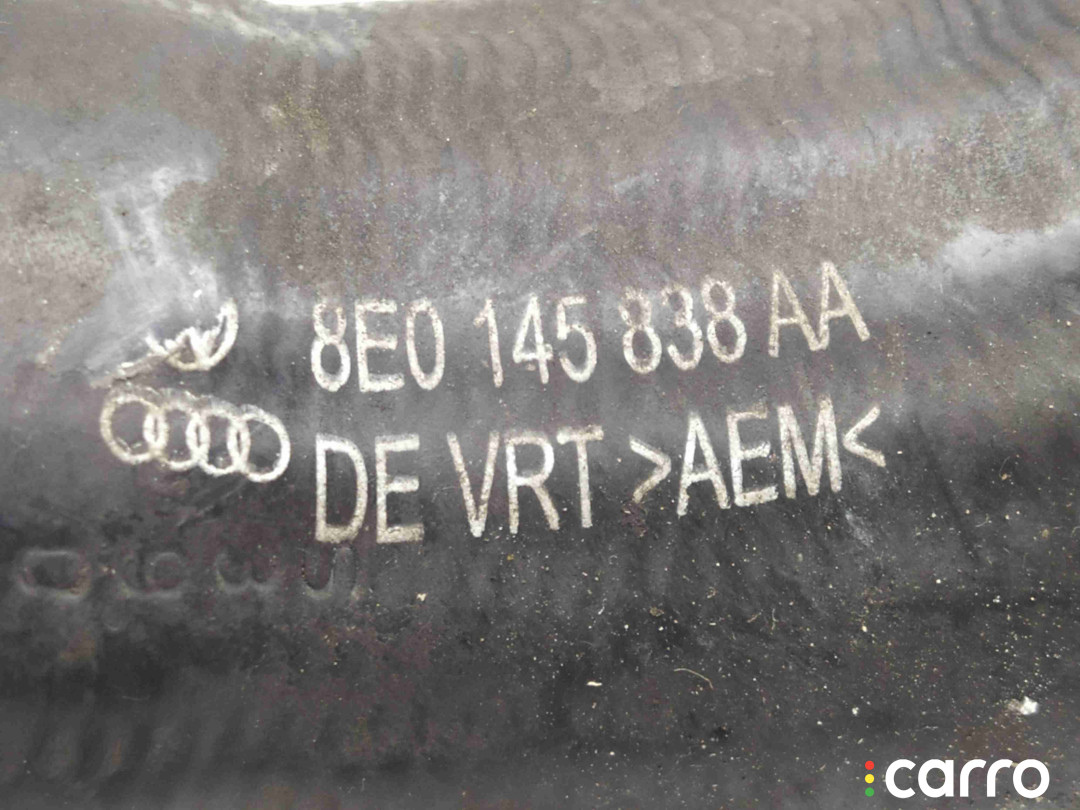 8E0 145 838 AA
DE VRT >AEM<
carro